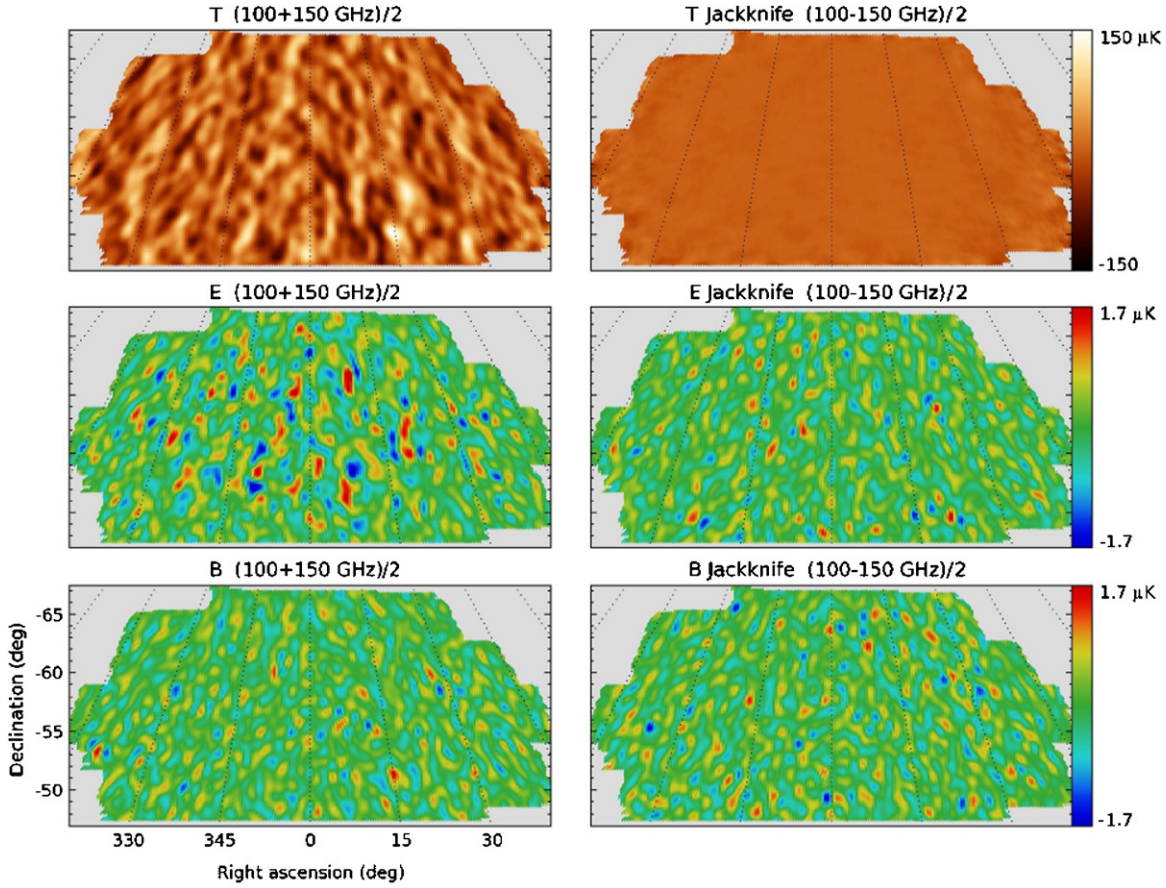 T (100+150 GHz)/2
T Jackknife (100-150 GHz)/2
150 μK
-150
E (100+150 GHz)/2
E Jackknife (100-150 GHz)/2
1.7 μK
-1.7
B (100+150 GHz)/2
B Jackknife (100-150 GHz)/2
1.7 μK
-1.7
-65
-60
-55
-50
Declination (deg)
330 345 0 15 30
Right ascension (deg)